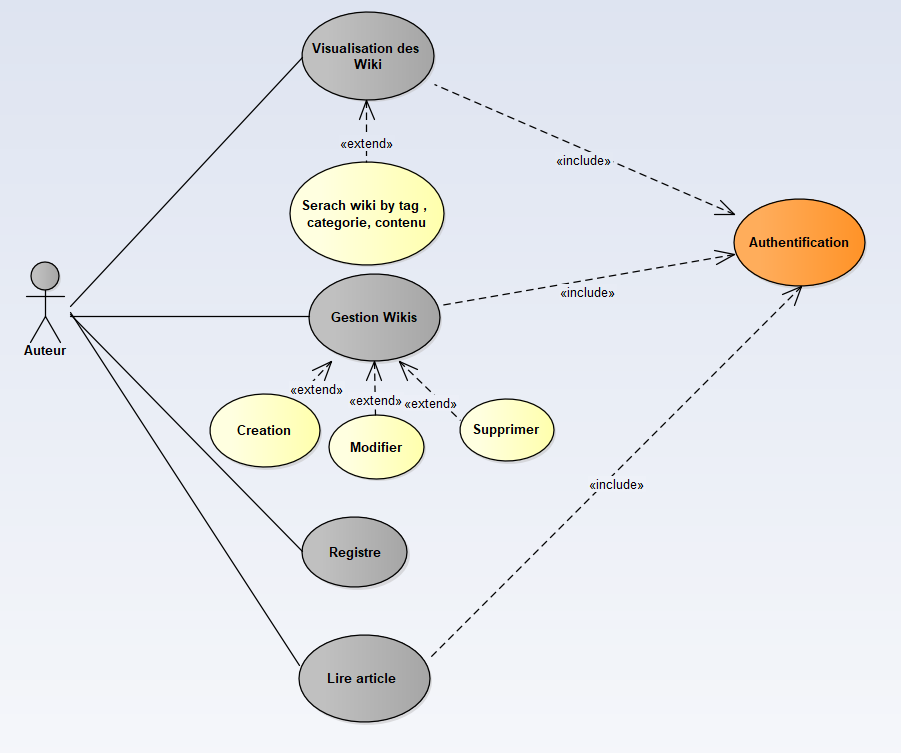 Visualisation des
Wiki
«extend»
«include»
Serach wiki by tag ,
categorie, contenu
Authentification
«include»
Gestion Wikis
Auteur
«extend»
«extend»
«extend»
Creation
Modifier
Supprimer
«include»
Registre
Lire article